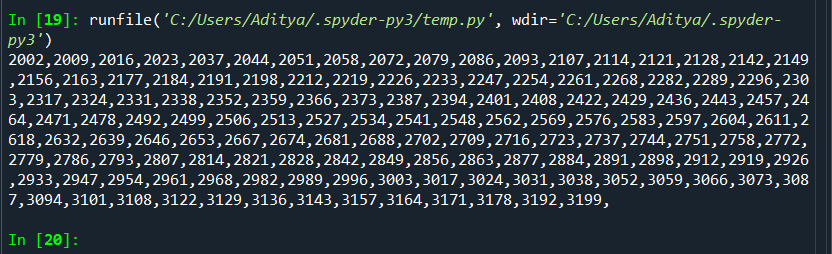 In [19]: runfile('C:/Users/Aditya/.spyder-py3/temp.py', wdir='C:/Users/Aditya/.spyder-
py3')
2002,2009,2016,2023,2037,2044,2051,2058,2072,2079,2086,2093,2107,2114,2121,2128,2142,2149
,2156,2163,2177,2184,2191,2198,2212,2219,2226,2233,2247,2254,2261,2268,2282,2289,2296,230
3,2317,2324,2331,2338,2352,2359,2366,2373,2387,2394,2401,2408,2422,2429,2436,2443,2457,24
64,2471,2478,2492,2499,2506,2513,2527,2534,2541,2548,2562,2569,2576,2583,2597,2604,2611,2
618,2632,2639,2646,2653,2667,2674,2681,2688,2702,2709,2716,2723,2737,2744,2751,2758,2772,
2779,2786,2793,2807,2814,2821,2828,2842,2849,2856,2863,2877,2884,2891,2898,2912,2919,2926
,2933,2947,2954,2961,2968,2982,2989,2996,3003,3017,3024,3031,3038,3052,3059,3066,3073,308
7,3094,3101,3108,3122,3129,3136,3143,3157,3164,3171,3178,3192,3199,
In [20]: